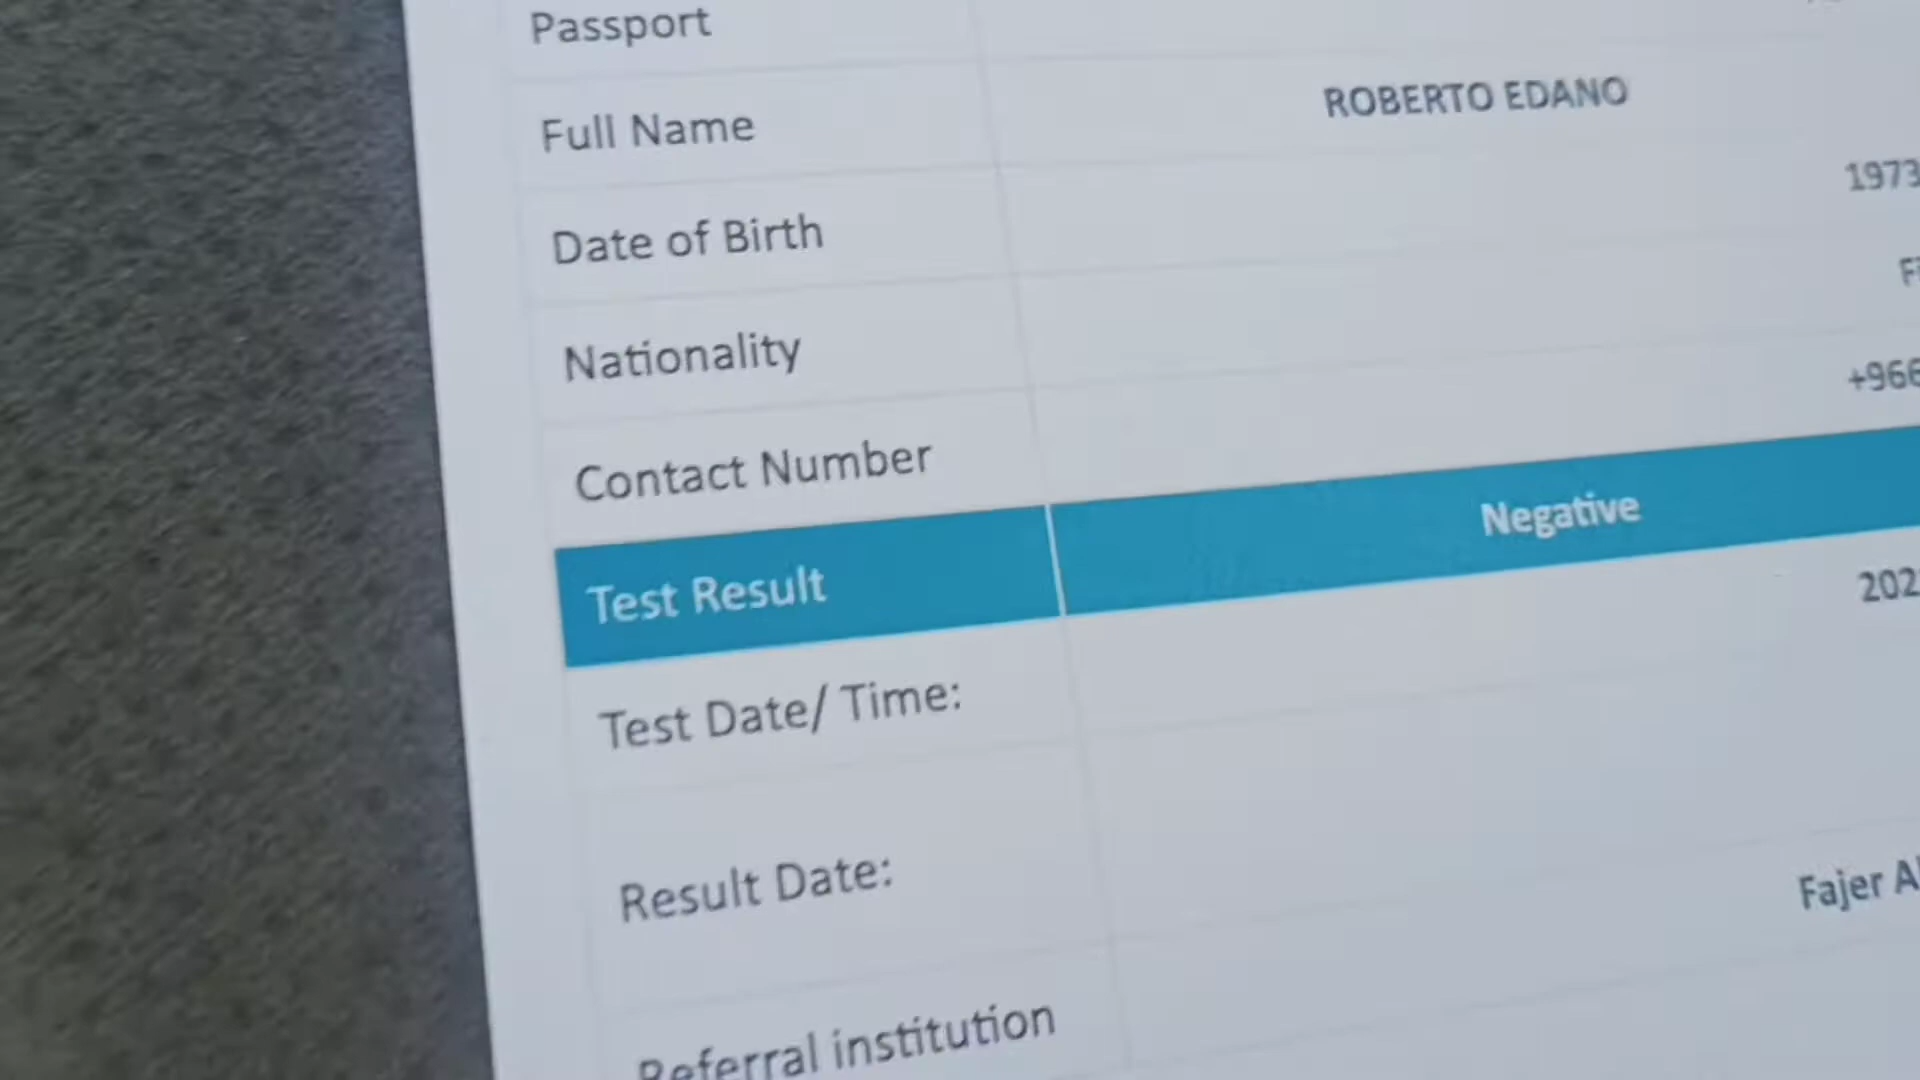 Passport
Full Name ROBERTO EDANO
Date of Birth 1973
Nationality
Contact Number +966
Test Result Negative
Test Date/ Time: 202
Result Date:
Referral institution Fajer